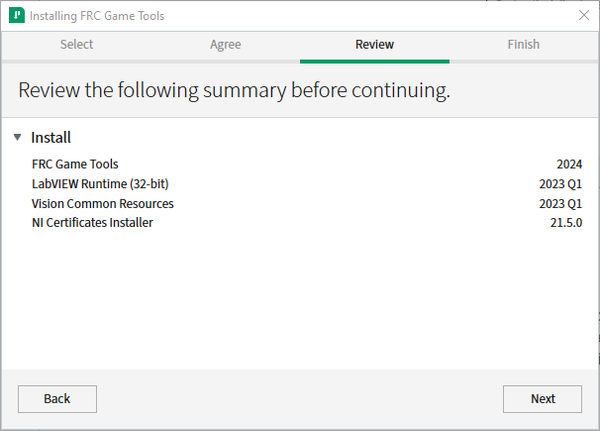 Installing FRC Game Tools
Select Agree Review Finish
Review the following summary before continuing.
Install
FRC Game Tools 2024
LabVIEW Runtime (32-bit) 2023 Q1
Vision Common Resources 2023 Q1
NI Certificates Installer 21.5.0
Back Next